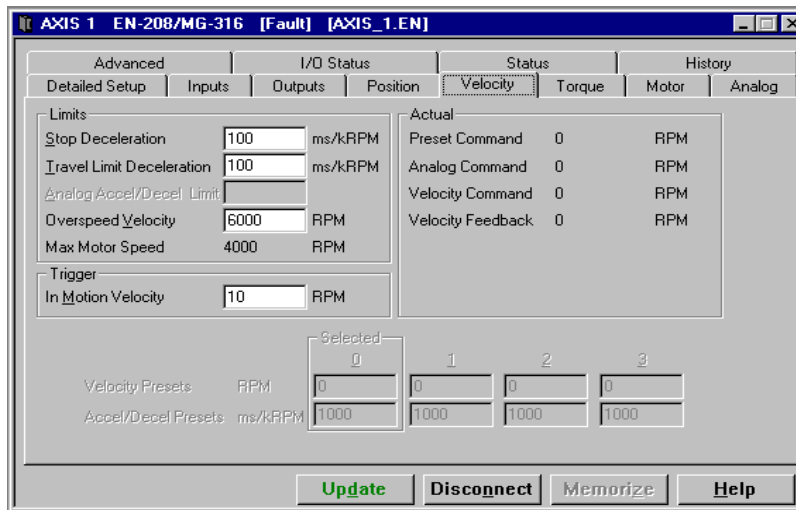 AXIS 1 EN-208/MG-316 [Fault] [AXIS_1.EN]
Advanced I/O Status Status History
Detailed Setup Inputs Outputs Position Velocity Torque Motor Analog
Limits
Stop Deceleration 100 ms/kRPM
Travel Limit Deceleration 100 ms/kRPM
Analog Accel/Decel Limit
Overspeed Velocity 6000 RPM
Max Motor Speed 4000 RPM
Trigger
In Motion Velocity 10 RPM
Actual
Preset Command 0 RPM
Analog Command 0 RPM
Velocity Command 0 RPM
Velocity Feedback 0 RPM
Selected
0 1 2 3
Velocity Presets RPM 0 0 0 0
Accel/Decel Presets ms/kRPM 1000 1000 1000 1000
Update Disconnect Memorize Help